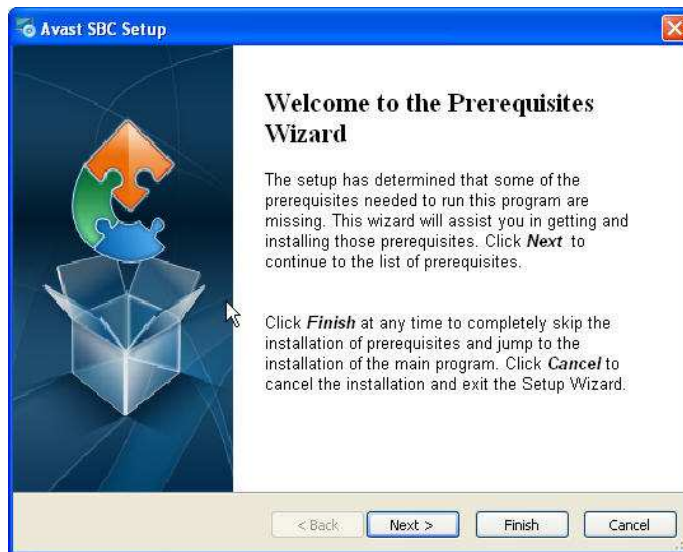 Avast SBC Setup
Welcome to the Prerequisites
Wizard
The setup has determined that some of the
prerequisites needed to run this program are
missing. This wizard will assist you in getting and
installing those prerequisites. Click Next to
continue to the list of prerequisites.
Click Finish at any time to completely skip the
installation of prerequisites and jump to the
installation of the main program. Click Cancel to
cancel the installation and exit the Setup Wizard.
< Back
Next >
Finish
Cancel